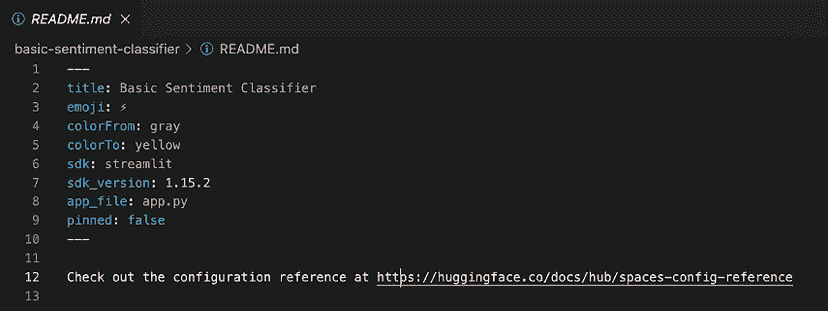 README.md ×
basic-sentiment-classifier > README.md
1 ---
2 title: Basic Sentiment Classifier
3 emoji: ⚡
4 colorFrom: gray
5 colorTo: yellow
6 sdk: streamlit
7 sdk_version: 1.15.2
8 app_file: app.py
9 pinned: false
10 ---
11
12 Check out the configuration reference at https://huggingface.co/docs/hub/spaces-config-reference
13